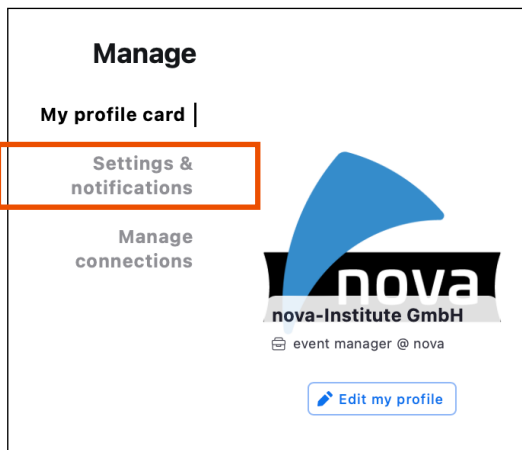 Manage
My profile card
Settings &
notifications
Manage
connections
nova
nova-Institute GmbH
event manager @ nova
Edit my profile